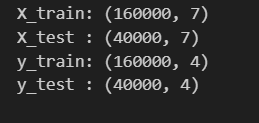 X_train: (160000, 7)
X_test : (40000, 7)
y_train: (160000, 4)
y_test : (40000, 4)